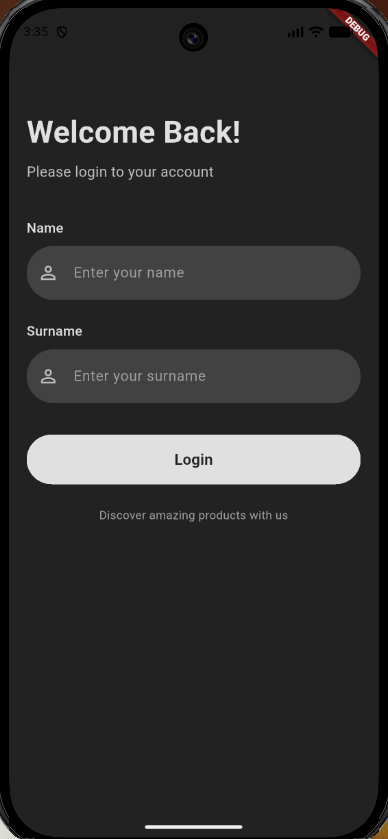 3:35
DEBUG
Welcome Back!
Please login to your account
Name
Enter your name
Surname
Enter your surname
Login
Discover amazing products with us